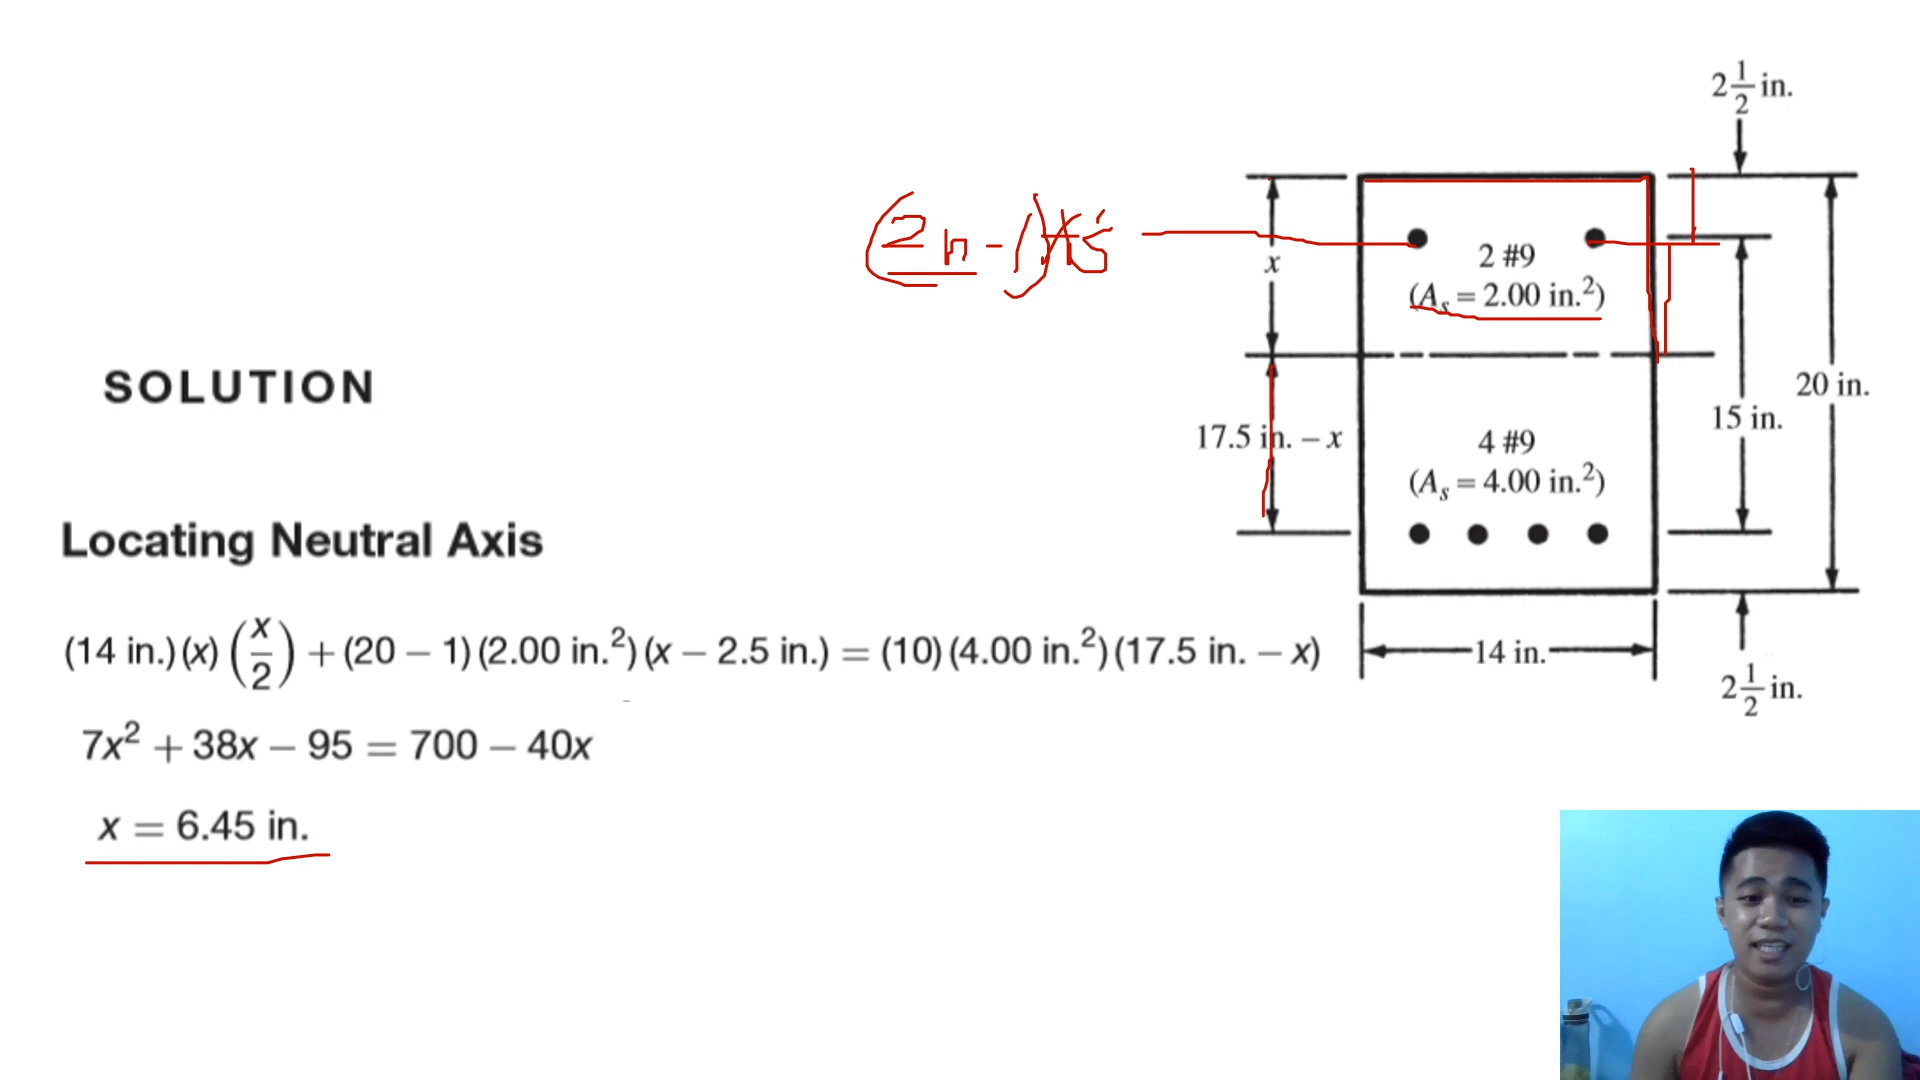 2 1/2 in.
(2n-1)A's
x
2 #9
(Aₛ = 2.00 in.²)
20 in.
SOLUTION
15 in.
17.5 in. – x
4 #9
(Aₛ = 4.00 in.²)
Locating Neutral Axis
(14 in.)(x)(x/2) + (20 – 1)(2.00 in.²)(x – 2.5 in.) = (10)(4.00 in.²)(17.5 in. – x)
14 in.
2 1/2 in.
7x² + 38x – 95 = 700 – 40x
x = 6.45 in.